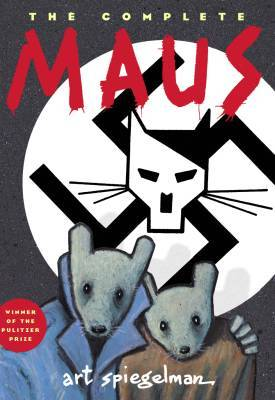 THE COMPLETE
MAUS
WINNER
OF THE
PULITZER
PRIZE
art spiegelman